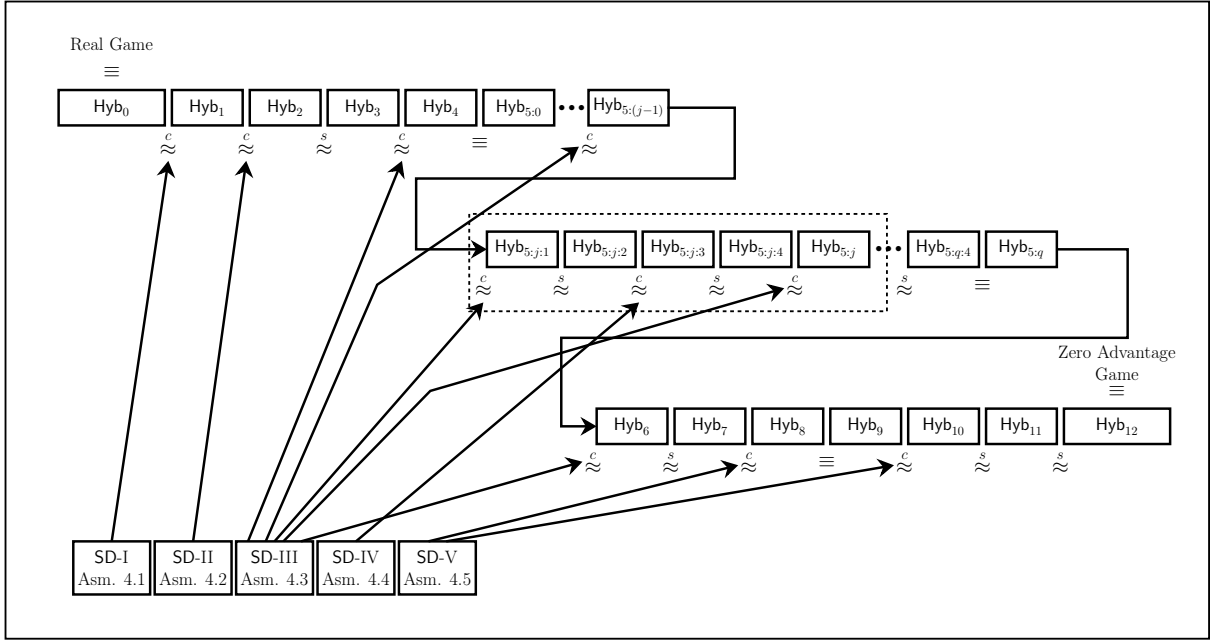 Real Game
≡
Hyb₀ Hyb₁ Hyb₂ Hyb₃ Hyb₄ Hyb₅:₀ ••• Hyb₅:₍ⱼ₋₁₎
c≈ c≈ s≈ c≈ ≡ c≈
Hyb₅:ⱼ:₁ Hyb₅:ⱼ:₂ Hyb₅:ⱼ:₃ Hyb₅:ⱼ:₄ Hyb₅:ⱼ ••• Hyb₅:q:₄ Hyb₅:q
c≈ s≈ c≈ s≈ c≈ s≈ ≡
Zero Advantage
Game
≡
Hyb₆ Hyb₇ Hyb₈ Hyb₉ Hyb₁₀ Hyb₁₁ Hyb₁₂
c≈ s≈ c≈ ≡ c≈ s≈ s≈
SD-I SD-II SD-III SD-IV SD-V
Asm. 4.1 Asm. 4.2 Asm. 4.3 Asm. 4.4 Asm. 4.5